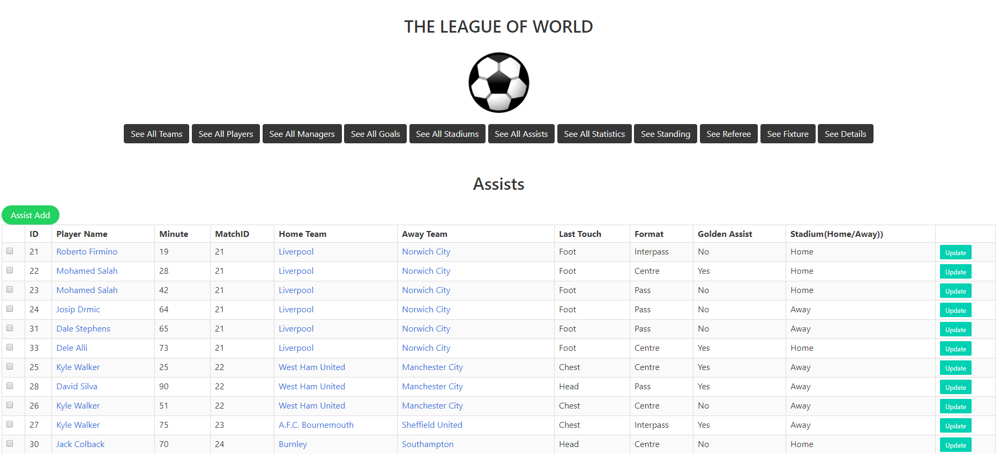 THE LEAGUE OF WORLD
See All Teams See All Players See All Managers See All Goals See All Stadiums See All Assists See All Statistics See Standing See Referee See Fixture See Details
Assists
Assist Add
ID Player Name Minute MatchID Home Team Away Team Last Touch Format Golden Assist Stadium(Home/Away))
21 Roberto Firmino 19 21 Liverpool Norwich City Foot Interpass No Home Update
22 Mohamed Salah 28 21 Liverpool Norwich City Foot Centre Yes Home Update
23 Mohamed Salah 42 21 Liverpool Norwich City Foot Pass No Home Update
24 Josip Drmic 64 21 Liverpool Norwich City Foot Pass No Away Update
31 Dale Stephens 65 21 Liverpool Norwich City Foot Pass No Away Update
33 Dele Alli 73 21 Liverpool Norwich City Foot Centre Yes Home Update
25 Kyle Walker 25 22 West Ham United Manchester City Chest Centre Yes Away Update
28 David Silva 90 22 West Ham United Manchester City Head Pass Yes Away Update
26 Kyle Walker 51 22 West Ham United Manchester City Chest Centre No Away Update
27 Kyle Walker 75 23 A.F.C. Bournemouth Sheffield United Chest Interpass Yes Away Update
30 Jack Colback 70 24 Burnley Southampton Head Centre No Home Update